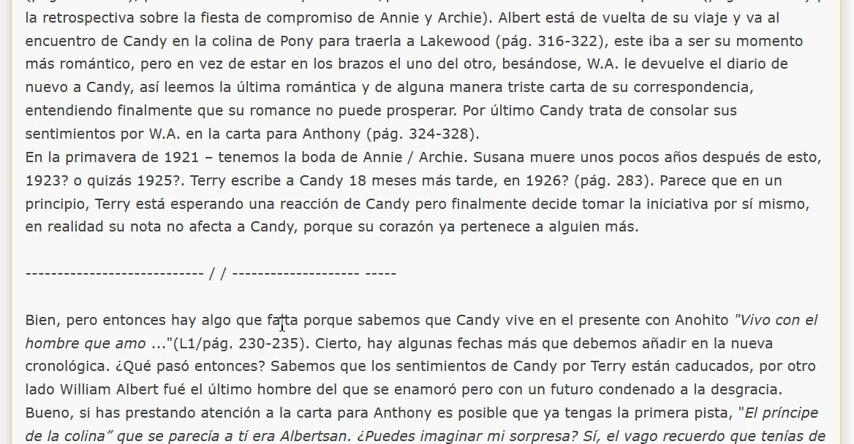 la retrospectiva sobre la fiesta de compromiso de Annie y Archie). Albert está de vuelta de su viaje y va al
encuentro de Candy en la colina de Pony para traerla a Lakewood (pág. 316-322), este iba a ser su momento
más romántico, pero en vez de estar en los brazos el uno del otro, besándose, W.A. le devuelve el diario de
nuevo a Candy, así leemos la última romántica y de alguna manera triste carta de su correspondencia,
entendiendo finalmente que su romance no puede prosperar. Por último Candy trata de consolar sus
sentimientos por W.A. en la carta para Anthony (pág. 324-328).
En la primavera de 1921 – tenemos la boda de Annie / Archie. Susana muere unos pocos años después de esto,
1923? o quizás 1925?. Terry escribe a Candy 18 meses más tarde, en 1926? (pág. 283). Parece que en un
principio, Terry está esperando una reacción de Candy pero finalmente decide tomar la iniciativa por sí mismo,
en realidad su nota no afecta a Candy, porque su corazón ya pertenece a alguien más.
---------------------------- / / -------------------- -----
Bien, pero entonces hay algo que falta porque sabemos que Candy vive en el presente con Anohito "Vivo con el
hombre que amo ..."(L1/pág. 230-235). Cierto, hay algunas fechas más que debemos añadir en la nueva
cronológica. ¿Qué pasó entonces? Sabemos que los sentimientos de Candy por Terry están caducados, por otro
lado William Albert fué el último hombre del que se enamoró pero con un futuro condenado a la desgracia.
Bueno, si has prestando atención a la carta para Anthony es posible que ya tengas la primera pista, "El príncipe
de la colina” que se parecía a tí era Albertsan. ¿Puedes imaginar mi sorpresa? Sí, el vago recuerdo que tenías de